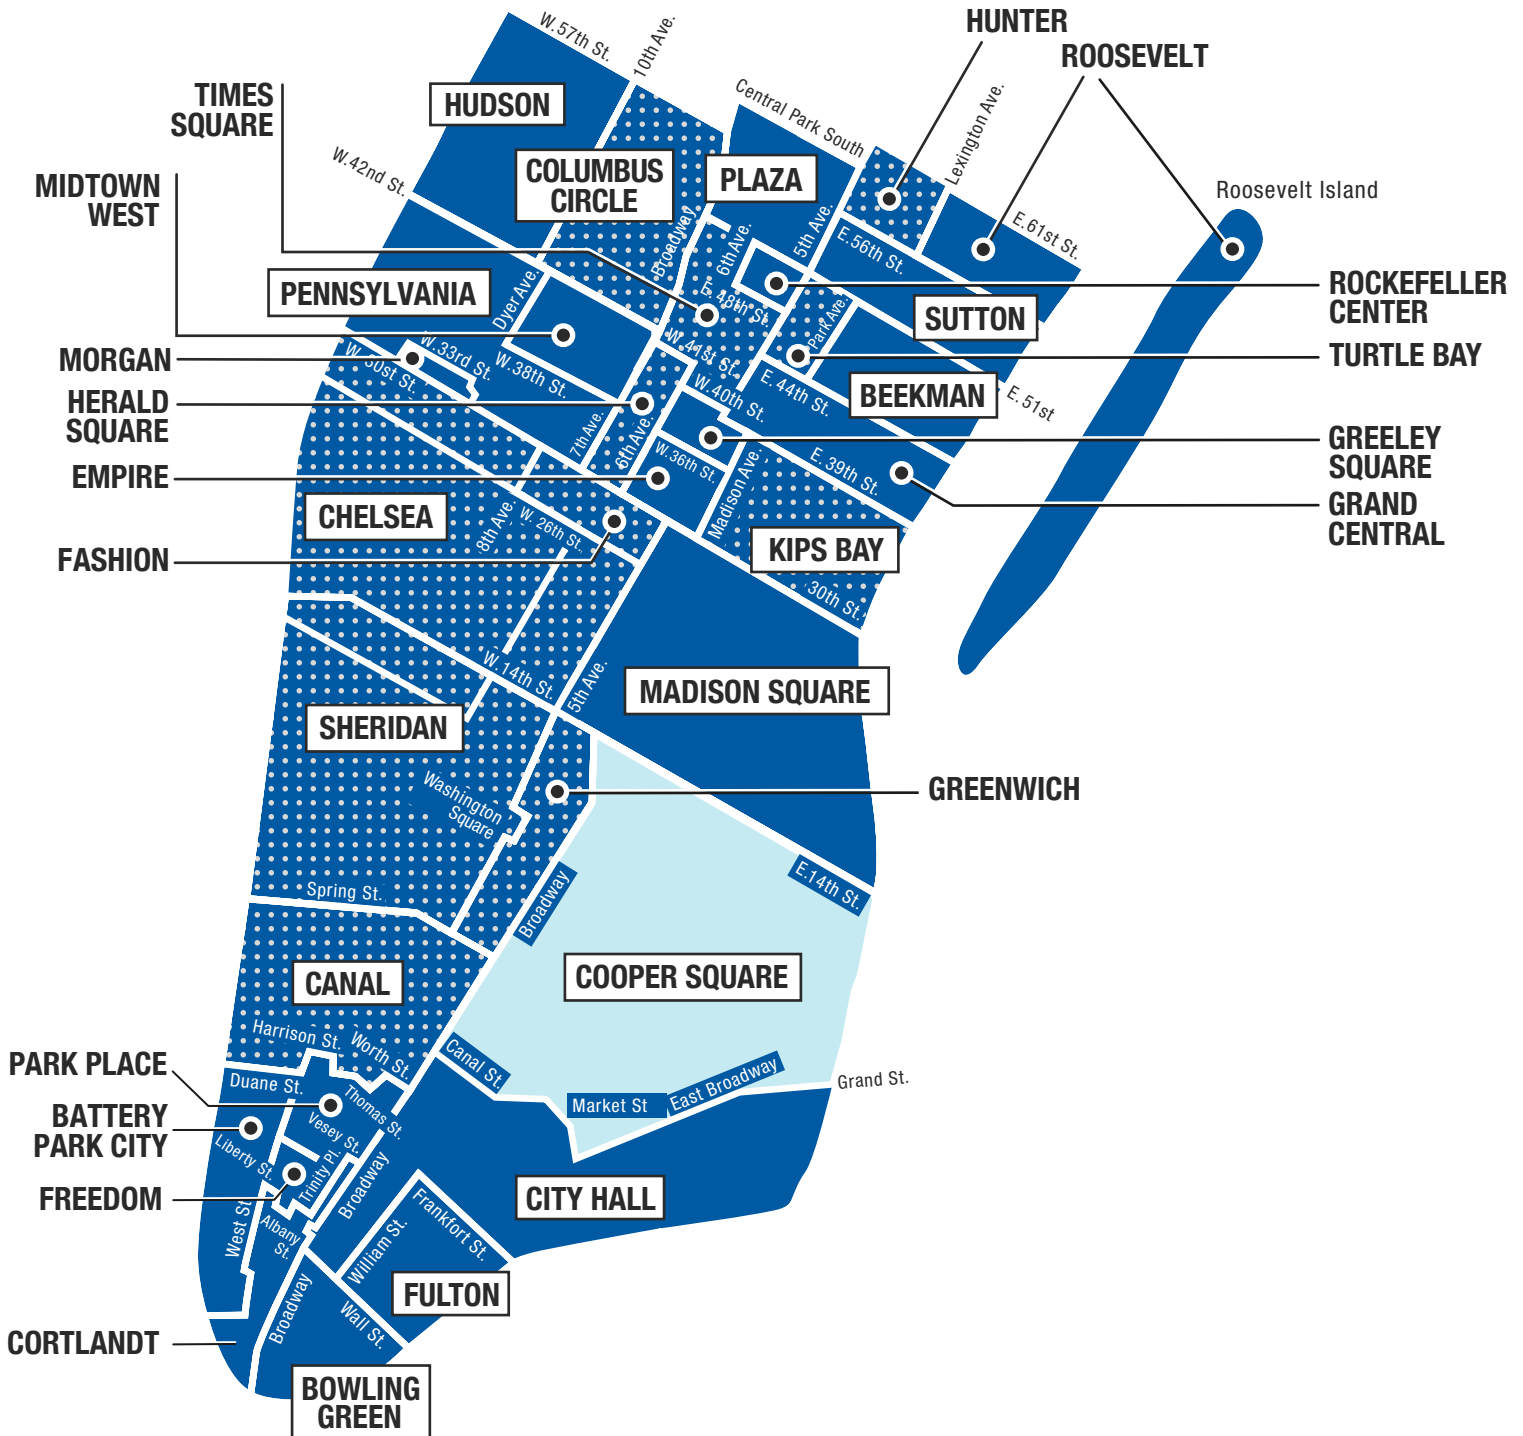 HUNTER
ROOSEVELT
W.57th St.
10th Ave.
TIMES
SQUARE
HUDSON
Central Park South
Lexington Ave.
W.42nd St.
COLUMBUS
CIRCLE
PLAZA
MIDTOWN
WEST
Roosevelt Island
Broadway
6th Ave.
5th Ave.
E.56th St.
E.61st St.
PENNSYLVANIA
Dyer Ave.
E.48th St.
Park Ave.
SUTTON
ROCKEFELLER
CENTER
MORGAN
W.33rd St.
W.30st St.
W.38th St.
W.41st St.
TURTLE BAY
HERALD
SQUARE
7th Ave.
6th Ave.
W.40th St.
E.44th St.
BEEKMAN
E.51st
GREELEY
SQUARE
EMPIRE
W.36th St.
Madison Ave.
E.39th St.
GRAND
CENTRAL
CHELSEA
8th Ave.
W.26th St.
KIPS BAY
FASHION
30th St.
W.14th St.
5th Ave.
MADISON SQUARE
SHERIDAN
Washington
Square
GREENWICH
Spring St.
Broadway
E.14th St.
CANAL
COOPER SQUARE
Harrison St.
Worth St.
Canal St.
PARK PLACE
Duane St.
Thomas St.
Market St
East Broadway
Grand St.
BATTERY
PARK CITY
Vesey St.
Liberty St.
Trinity Pl.
Broadway
FREEDOM
West St.
Albany
St.
William St.
Frankfort St.
CITY HALL
FULTON
Broadway
Wall St.
CORTLANDT
BOWLING
GREEN